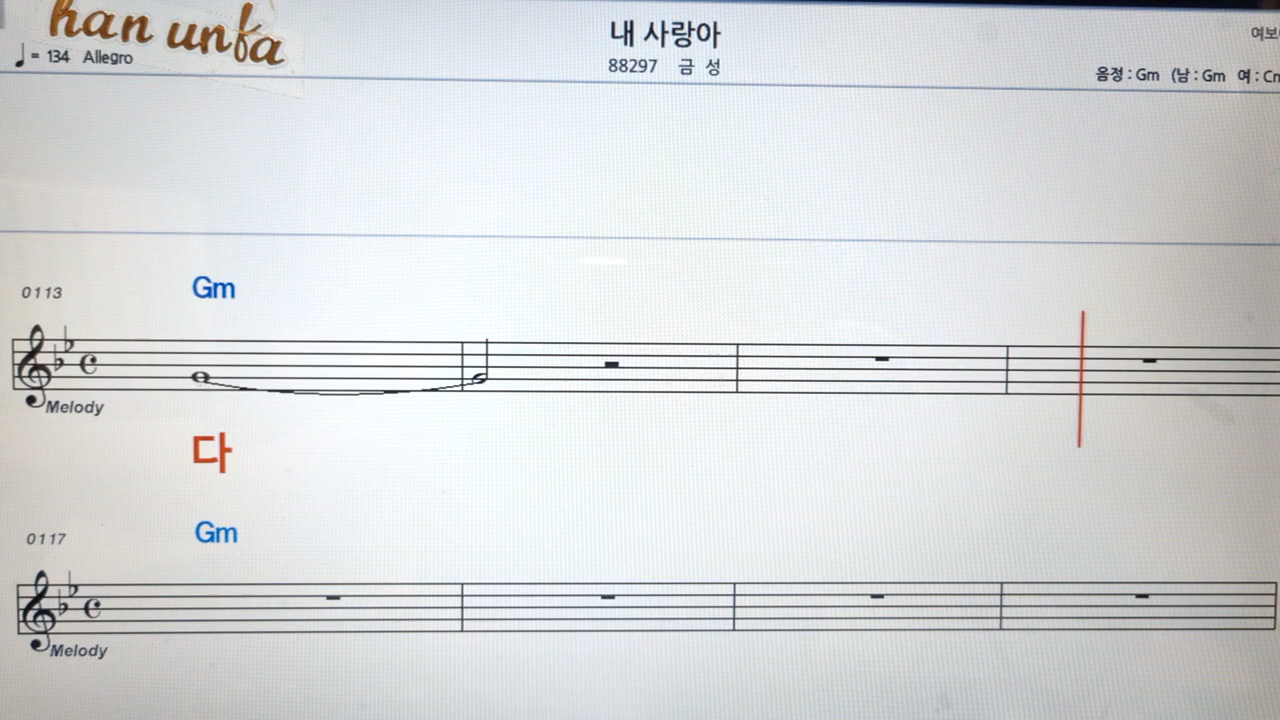 han unfa
내 사랑아
♩= 134 Allegro
88297 금 성
음정 : Gm (남 : Gm 여 : Cm
0113
Gm
Melody
다
0117
Gm
Melody